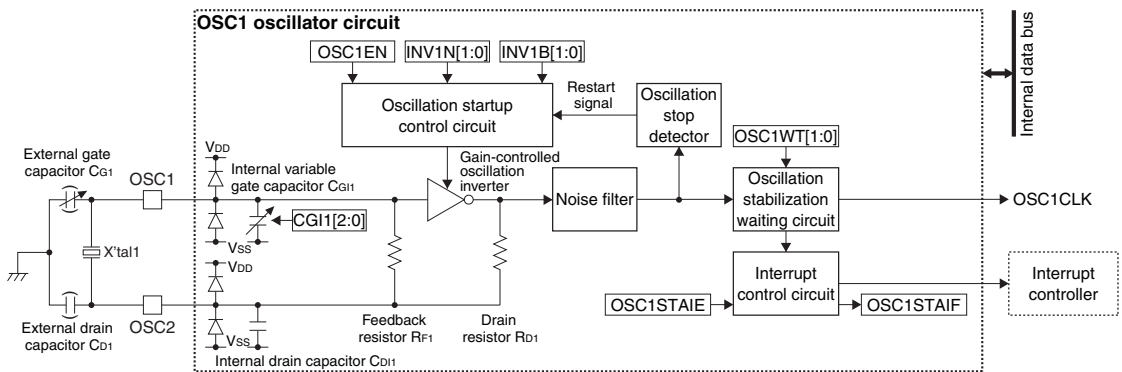 OSC1 oscillator circuit
OSC1EN
INV1N[1:0]
INV1B[1:0]
Internal data bus
Oscillation startup
control circuit
Restart
signal
Oscillation
stop
detector
OSC1WT[1:0]
External gate
capacitor CG1
OSC1
VDD
Internal variable
gate capacitor CGI1
Gain-controlled
oscillation
inverter
Noise filter
Oscillation
stabilization
waiting circuit
OSC1CLK
CGI1[2:0]
VSS
X'tal1
VDD
Interrupt
control circuit
Interrupt
controller
OSC1STAIE
OSC1STAIF
External drain
capacitor CD1
OSC2
VSS
Internal drain capacitor CDI1
Feedback
resistor RF1
Drain
resistor RD1